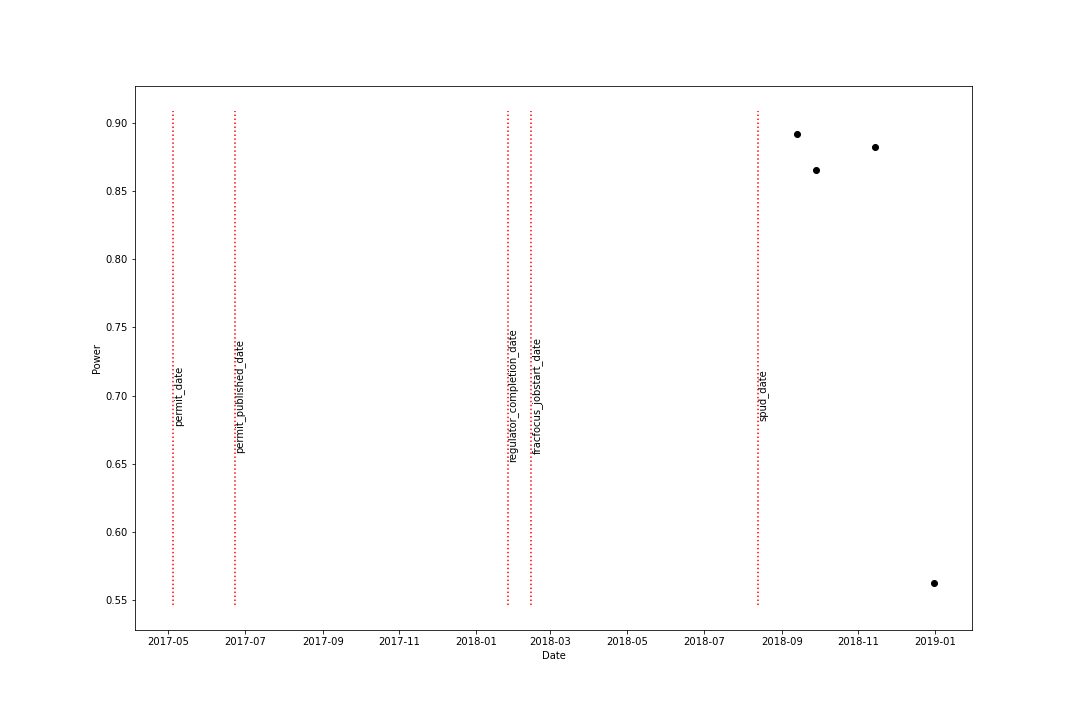 0.90
0.85
0.80
0.75
0.70
0.65
0.60
0.55
Power
permit_date
permit_published_date
regulator_completion_date
fracfocus_jobstart_date
spud_date
2017-05 2017-07 2017-09 2017-11 2018-01 2018-03 2018-05 2018-07 2018-09 2018-11 2019-01
Date